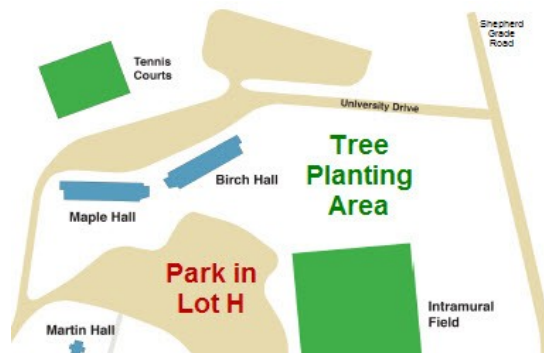 Shepherd
Grade
Road
Tennis
Courts
University Drive
Tree
Planting
Area
Birch Hall
Maple Hall
Park in
Lot H
Intramural
Field
Martin Hall